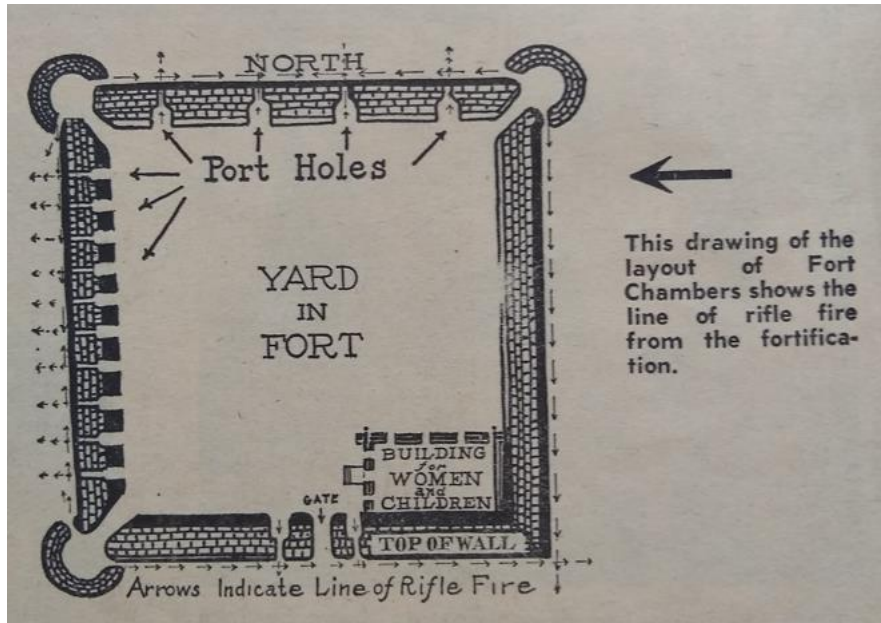 NORTH
Port Holes
YARD
IN
FORT
BUILDING
for
WOMEN
and
CHILDREN
GATE
TOP OF WALL
Arrows Indicate Line of Rifle Fire
This drawing of the
layout of Fort
Chambers shows the
line of rifle fire
from the fortifica-
tion.